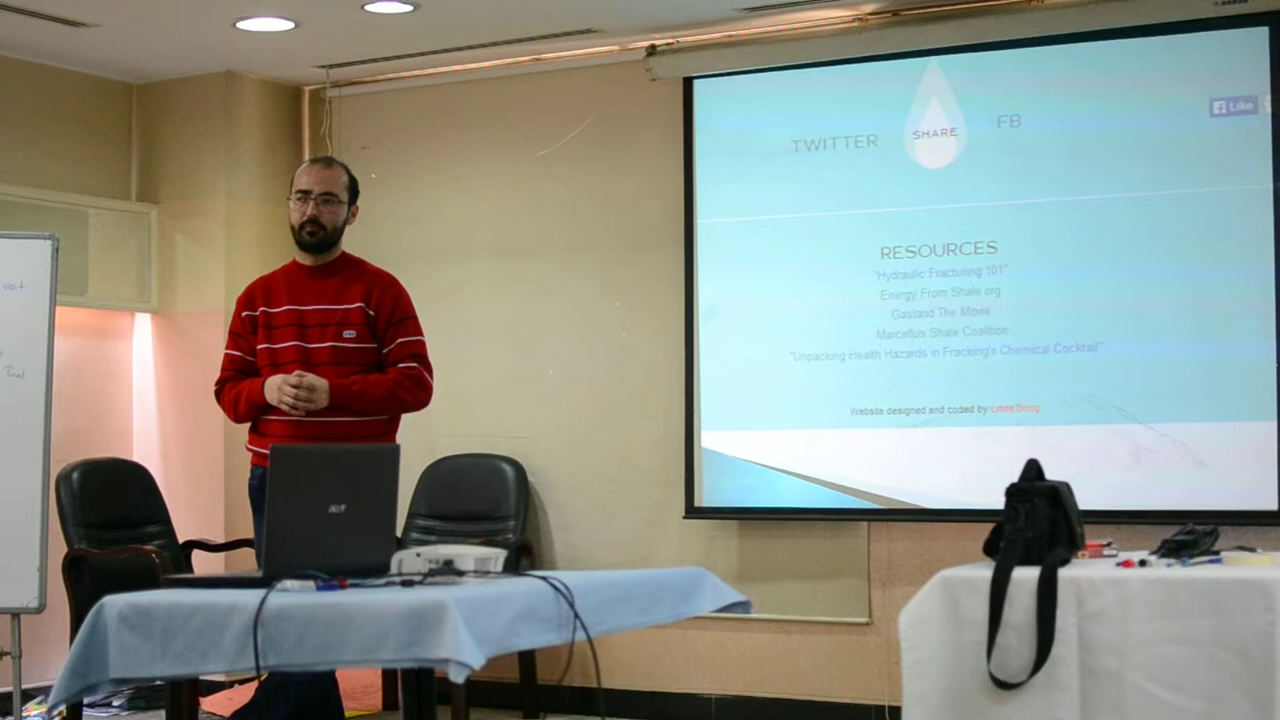 TWITTER
SHARE
FB
Like
RESOURCES
"Hydraulic Fracturing 101"
Energy From Shale.org
Gasland The Movie
Marcellus Shale Coalition
"Unpacking Health Hazards in Fracking's Chemical Cocktail"
Website designed and coded by Linda Dong
acer